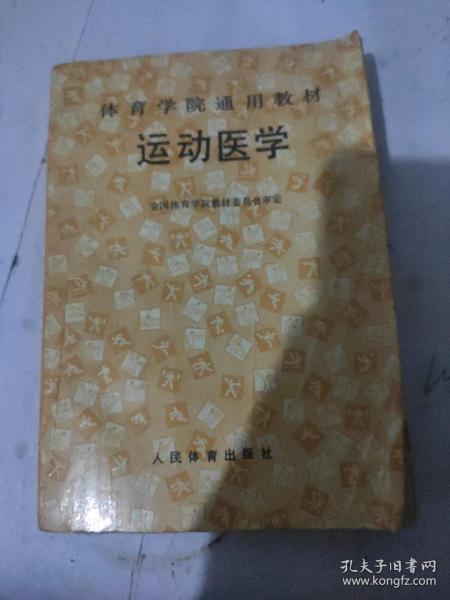 体育学院通用教材
运动医学
全国体育学院教材委员会审定
人民体育出版社
孔夫子旧书网
www.kongfz.com